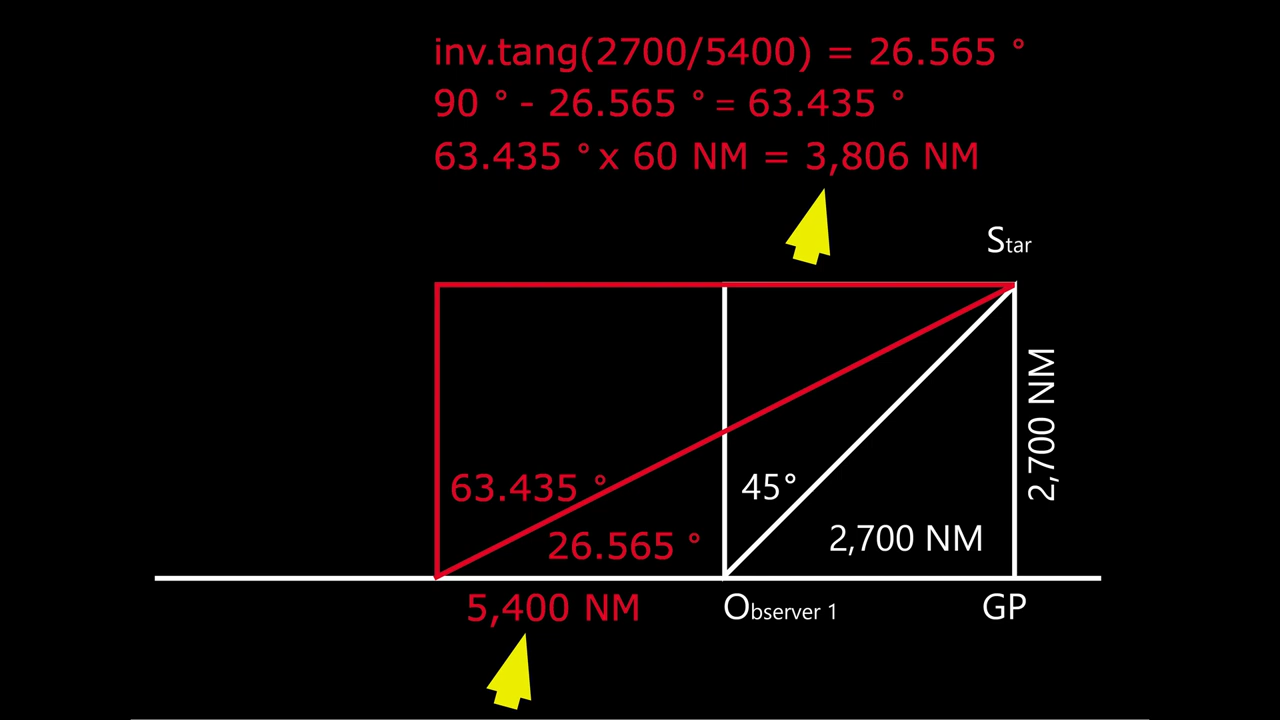 inv.tang(2700/5400) = 26.565 °
90 ° - 26.565 ° = 63.435 °
63.435 ° x 60 NM = 3,806 NM
Star
2,700 NM
63.435 °
45°
26.565 °
2,700 NM
5,400 NM
Observer 1
GP